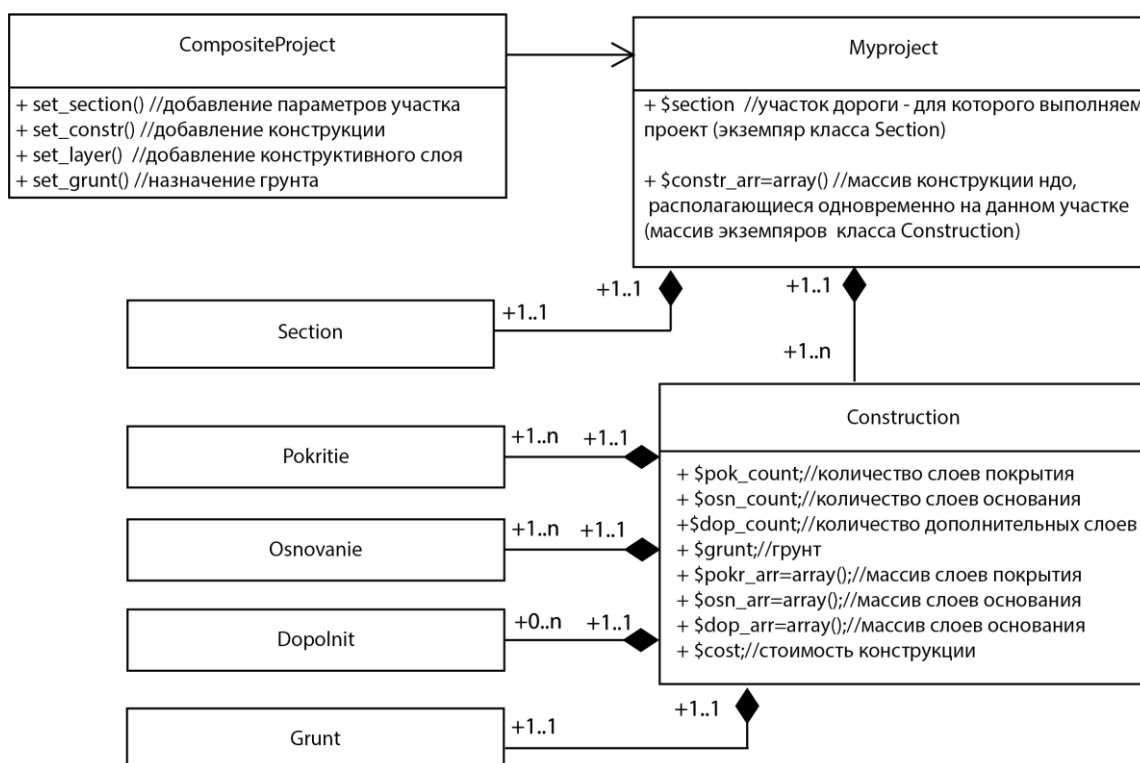 CompositeProject
+ set_section() //добавление параметров участка
+ set_constr() //добавление конструкции
+ set_layer() //добавление конструктивного слоя
+ set_grunt() //назначение грунта
Myproject
+ $section //участок дороги - для которого выполняем
проект (экземпяр класса Section)
+ $constr_arr=array() //массив конструкции ндо,
располагающиеся одновременно на данном участке
(массив экземпяров класса Construction)
+1..1
+1..1
Section
+1..1
+1..n
Construction
+ $pok_count;//количество слоев покрытия
+ $osn_count;//количество слоев основания
+$dop_count;//количество дополнительных слоев
+ $grunt;//грунт
+ $pokr_arr=array();//массив слоев покрытия
+ $osn_arr=array();//массив слоев основания
+ $dop_arr=array();//массив слоев основания
+ $cost;//стоимость конструкции
Pokritie
+1..n
+1..1
Osnovanie
+1..n
+1..1
Dopolnit
+0..n
+1..1
Grunt
+1..1
+1..1